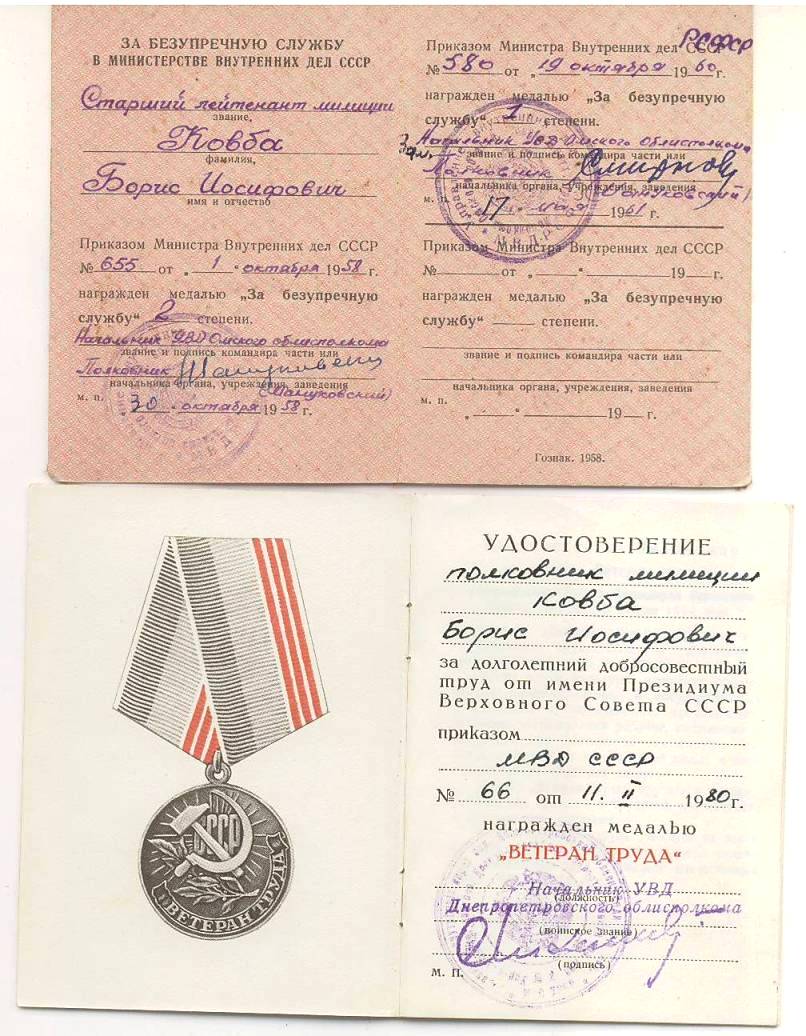 ЗА БЕЗУПРЕЧНУЮ СЛУЖБУ
В МИНИСТЕРСТВЕ ВНУТРЕННИХ ДЕЛ СССР
Старший лейтенант милиции
звание,
Ковба
фамилия,
Борис Иосифович
имя и отчество
Приказом Министра Внутренних дел СССР
№ 655 от „ 1 " октября 1958 г.
награжден медалью „За безупречную
службу“ 2 степени.
Начальник УВД Омского облисполкома
звание и подпись командира части или
Полковник
начальника органа, учреждения, заведения
м. п.
30 октября 1958 г.
РСФСР
Приказом Министра Внутренних дел СССР
№ 580 от „ 19 октября 1960 г.
награжден медалью „За безупречную
службу“ 1 степени.
Зам. Начальник УВД Омского Облисполкома
звание и подпись командира части или
Полковник Смирнов
начальника органа, учреждения, заведения
м. п. 17 1961 г.
Приказом Министра Внутренних дел СССР
№ от „ " 19 г.
награжден медалью „За безупречную
службу“ степени.
звание и подпись командира части или
начальника органа, учреждения, заведения
м. п.
„ " 19 г.
Гознак. 1958.
СССР
ВЕТЕРАН ТРУДА
УДОСТОВЕРЕНИЕ
полковник милиции
Ковба
Борис Иосифович
за долголетний добросовестный
труд от имени Президиума
Верховного Совета СССР
приказом
МВД СССР
№ 66 от 11. II 1980 г.
награжден медалью
„ВЕТЕРАН ТРУДА“
Начальник УВД
(должность)
Днепропетровского облисполкома
(воинское звание)
(подпись)
М. П.